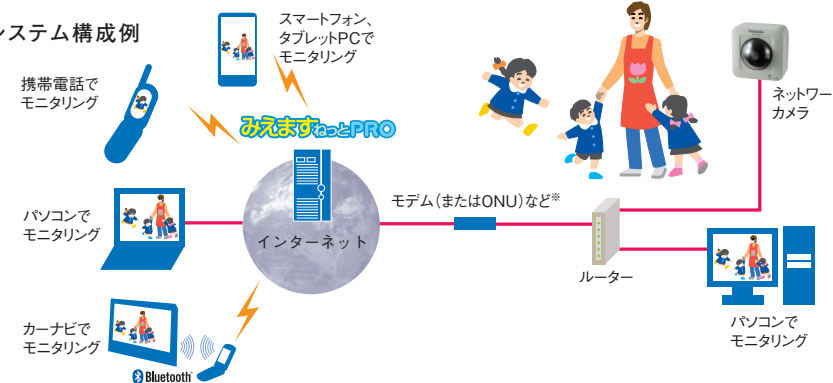 システム構成例
スマートフォン、
タブレットPCで
モニタリング
携帯電話で
モニタリング
みえますねっとPRO
ネットワー
カメラ
モデム(またはONU)など※
パソコンで
モニタリング
インターネット
ルーター
カーナビで
モニタリング
Bluetooth
パソコンで
モニタリング